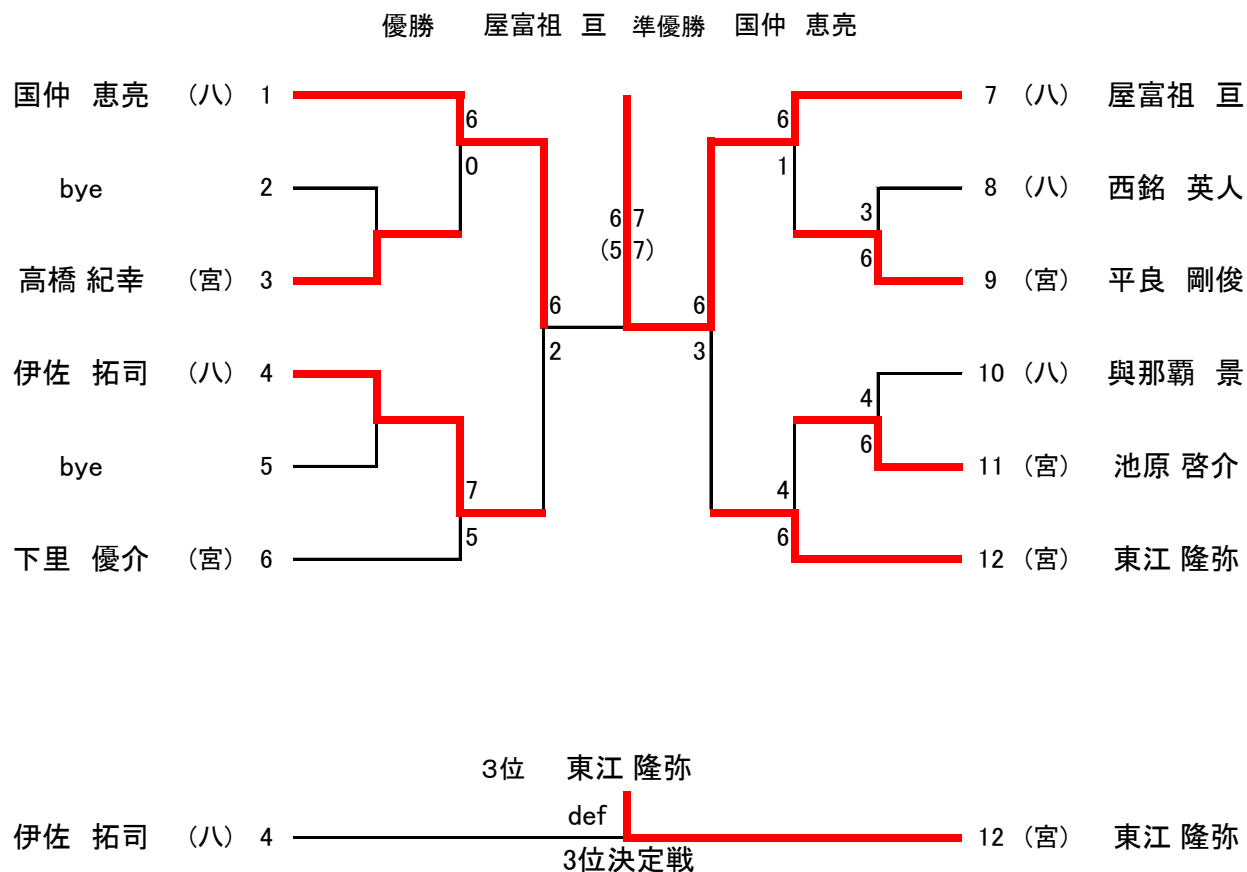 優勝 屋富祖 亘 準優勝 国仲 恵亮
国仲 恵亮 (八) 1 7 (八) 屋富祖 亘
6 6
0 1
bye 2 8 (八) 西銘 英人
3
6 7
(5 7)
6
高橋 紀幸 (宮) 3 9 (宮) 平良 剛俊
6 6
2 3
伊佐 拓司 (八) 4 10 (八) 與那覇 景
4
6
bye 5 11 (宮) 池原 啓介
7 4
5 6
下里 優介 (宮) 6 12 (宮) 東江 隆弥
3位 東江 隆弥
def
伊佐 拓司 (八) 4 12 (宮) 東江 隆弥
3位決定戦